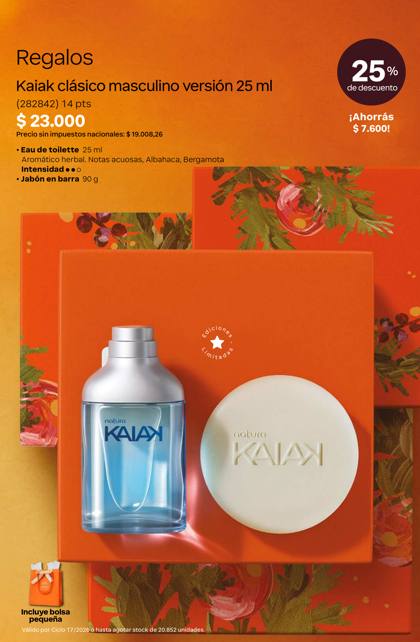 Regalos
Kaiak clásico masculino versión 25 ml
(282842) 14 pts
$ 23.000
Precio sin impuestos nacionales: $ 19.008,26
• Eau de toilette 25 ml
Aromático herbal. Notas acuosas, Albahaca, Bergamota
Intensidad
• Jabón en barra 90 g
25%
de descuento
¡Ahorrás
$ 7.600!
Ediciones
Limitadas
natura
KAIAK
natura
KAIAK
Incluye bolsa
pequeña
Válido por Ciclo 17/2025 o hasta agotar stock de 20.852 unidades.